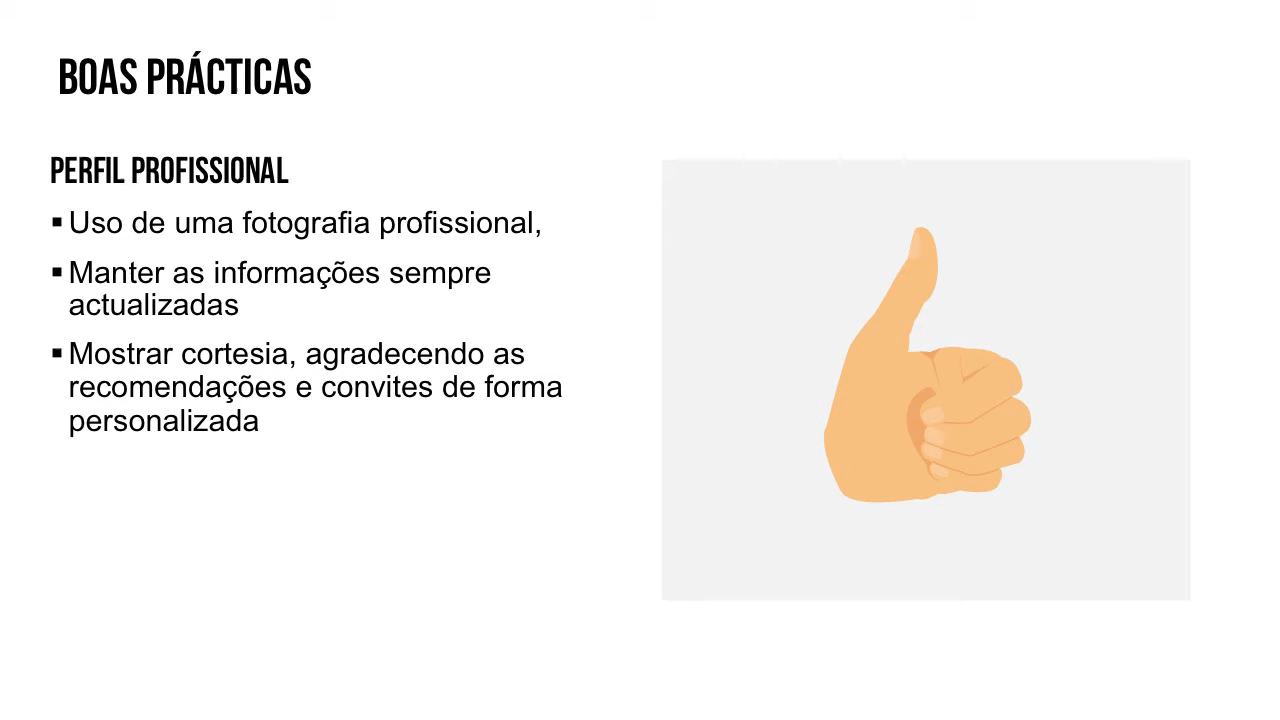 BOAS PRÁCTICAS
PERFIL PROFISSIONAL
▪ Uso de uma fotografia profissional,
▪ Manter as informações sempre
actualizadas
▪ Mostrar cortesia, agradecendo as
recomendações e convites de forma
personalizada